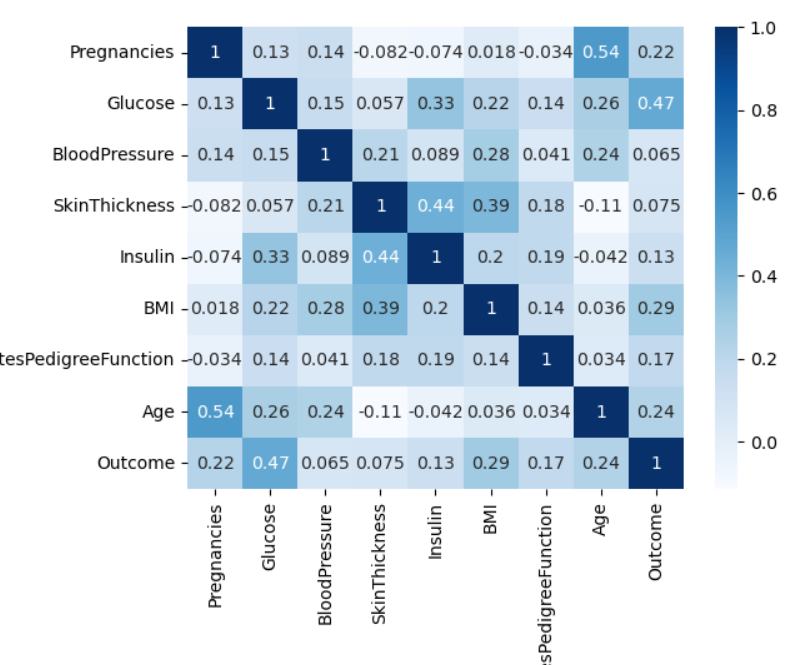 Pregnancies 1 0.13 0.14 -0.082 -0.074 0.018 -0.034 0.54 0.22
Glucose 0.13 1 0.15 0.057 0.33 0.22 0.14 0.26 0.47
BloodPressure 0.14 0.15 1 0.21 0.089 0.28 0.041 0.24 0.065
SkinThickness -0.082 0.057 0.21 1 0.44 0.39 0.18 -0.11 0.075
Insulin -0.074 0.33 0.089 0.44 1 0.2 0.19 -0.042 0.13
BMI 0.018 0.22 0.28 0.39 0.2 1 0.14 0.036 0.29
tesPedigreeFunction -0.034 0.14 0.041 0.18 0.19 0.14 1 0.034 0.17
Age 0.54 0.26 0.24 -0.11 -0.042 0.036 0.034 1 0.24
Outcome 0.22 0.47 0.065 0.075 0.13 0.29 0.17 0.24 1
Pregnancies
Glucose
BloodPressure
SkinThickness
Insulin
BMI
esPedigreeFunction
Age
Outcome
1.0
0.8
0.6
0.4
0.2
0.0